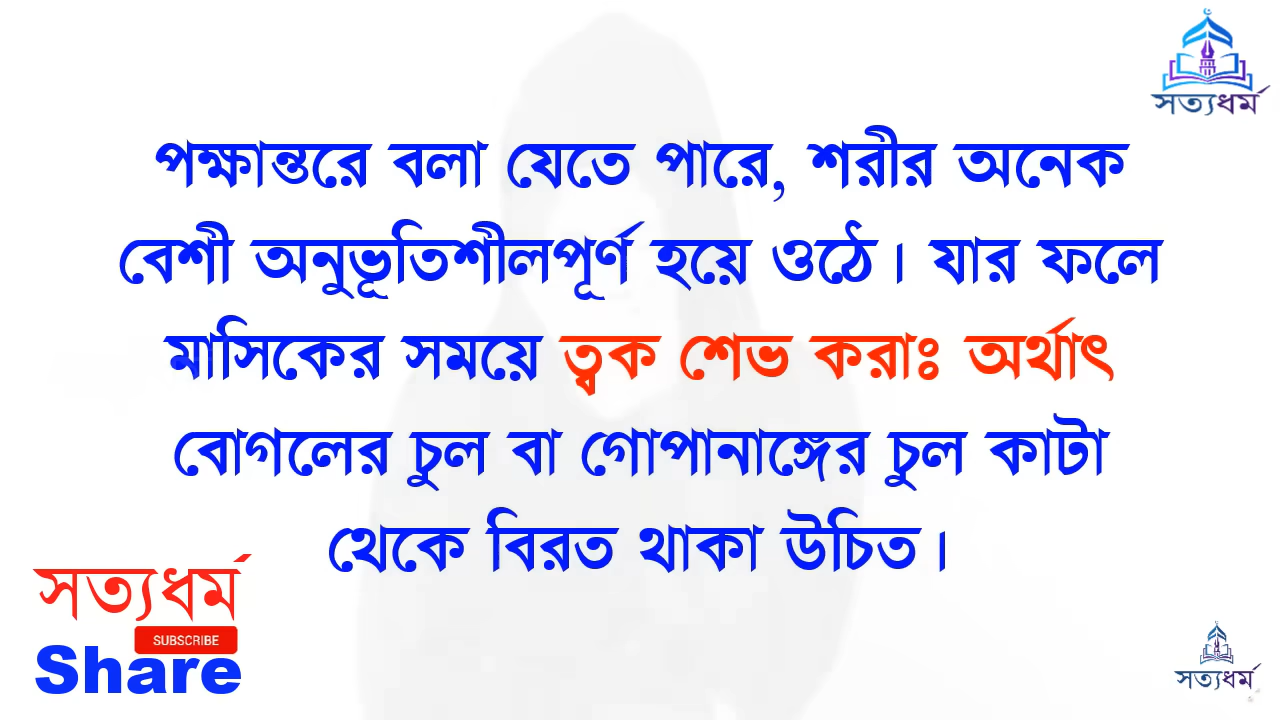 সত্যধর্ম
পক্ষান্তরে বলা যেতে পারে, শরীর অনেক
বেশী অনুভূতিশীলপূর্ণ হয়ে ওঠে। যার ফলে
মাসিকের সময়ে ত্বক শেভ করাঃ অর্থাৎ
বোগলের চুল বা গোপানাঙ্গের চুল কাটা
থেকে বিরত থাকা উচিত।
সত্যধর্ম
SUBSCRIBE
Share
সত্যধর্ম